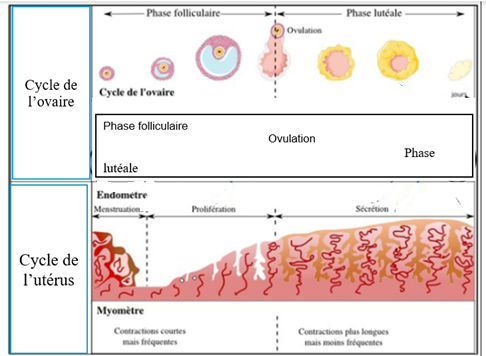 Phase folliculaire
Phase lutéale
Ovulation
Cycle de
l'ovaire
Cycle de l'ovaire
jours
Phase folliculaire
Ovulation
Phase
lutéale
Endomètre
Menstruation
Prolifération
Sécrétion
Cycle de
l'utérus
Myomètre
Contractions courtes
mais fréquentes
Contractions plus longues
mais moins fréquentes